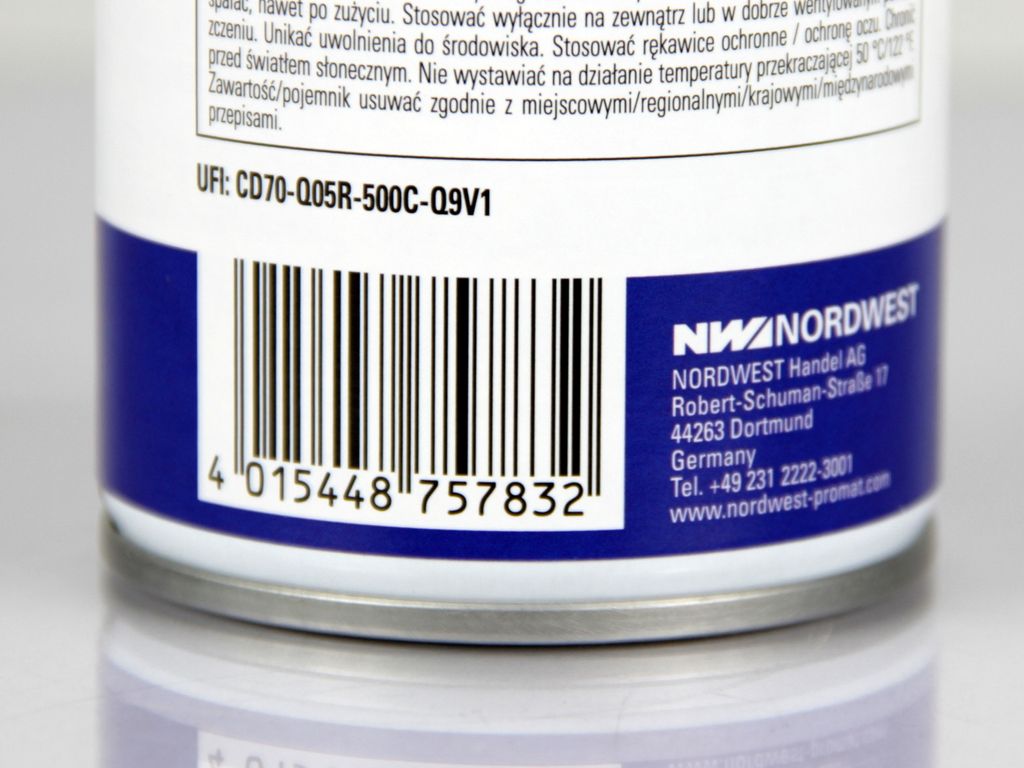 spalać, nawet po zużyciu. Stosować wyłącznie na zewnątrz lub w dobrze
zczeniu. Unikać uwolnienia do środowiska. Stosować rękawice ochronne / ochronę oczu. Chronić
przed światłem słonecznym. Nie wystawiać na działanie temperatury przekraczającej 50 °C/122 °F.
Zawartość/pojemnik usuwać zgodnie z miejscowymi/regionalnymi/krajowymi/międzynarodowymi
przepisami.
UFI: CD70-Q05R-500C-Q9V1
4 015448 757832
NW NORDWEST
NORDWEST Handel AG
Robert-Schuman-Straße 17
44263 Dortmund
Germany
Tel. +49 231 2222-3001
www.nordwest-promat.com